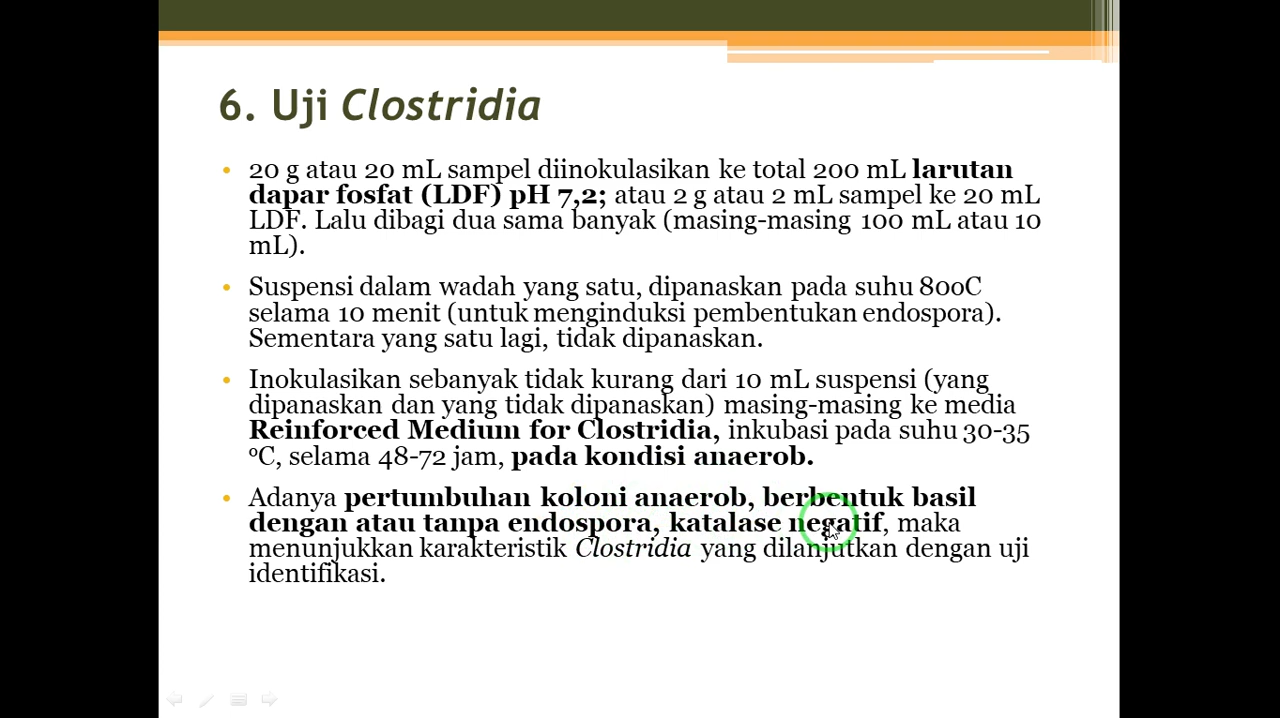 6. Uji Clostridia
• 20 g atau 20 mL sampel diinokulasikan ke total 200 mL larutan
dapar fosfat (LDF) pH 7,2; atau 2 g atau 2 mL sampel ke 20 mL
LDF. Lalu dibagi dua sama banyak (masing-masing 100 mL atau 10
mL).
• Suspensi dalam wadah yang satu, dipanaskan pada suhu 80oC
selama 10 menit (untuk menginduksi pembentukan endospora).
Sementara yang satu lagi, tidak dipanaskan.
• Inokulasikan sebanyak tidak kurang dari 10 mL suspensi (yang
dipanaskan dan yang tidak dipanaskan) masing-masing ke media
Reinforced Medium for Clostridia, inkubasi pada suhu 30-35
°C, selama 48-72 jam, pada kondisi anaerob.
• Adanya pertumbuhan koloni anaerob, berbentuk basil
dengan atau tanpa endospora, katalase negatif, maka
menunjukkan karakteristik Clostridia yang dilanjutkan dengan uji
identifikasi.